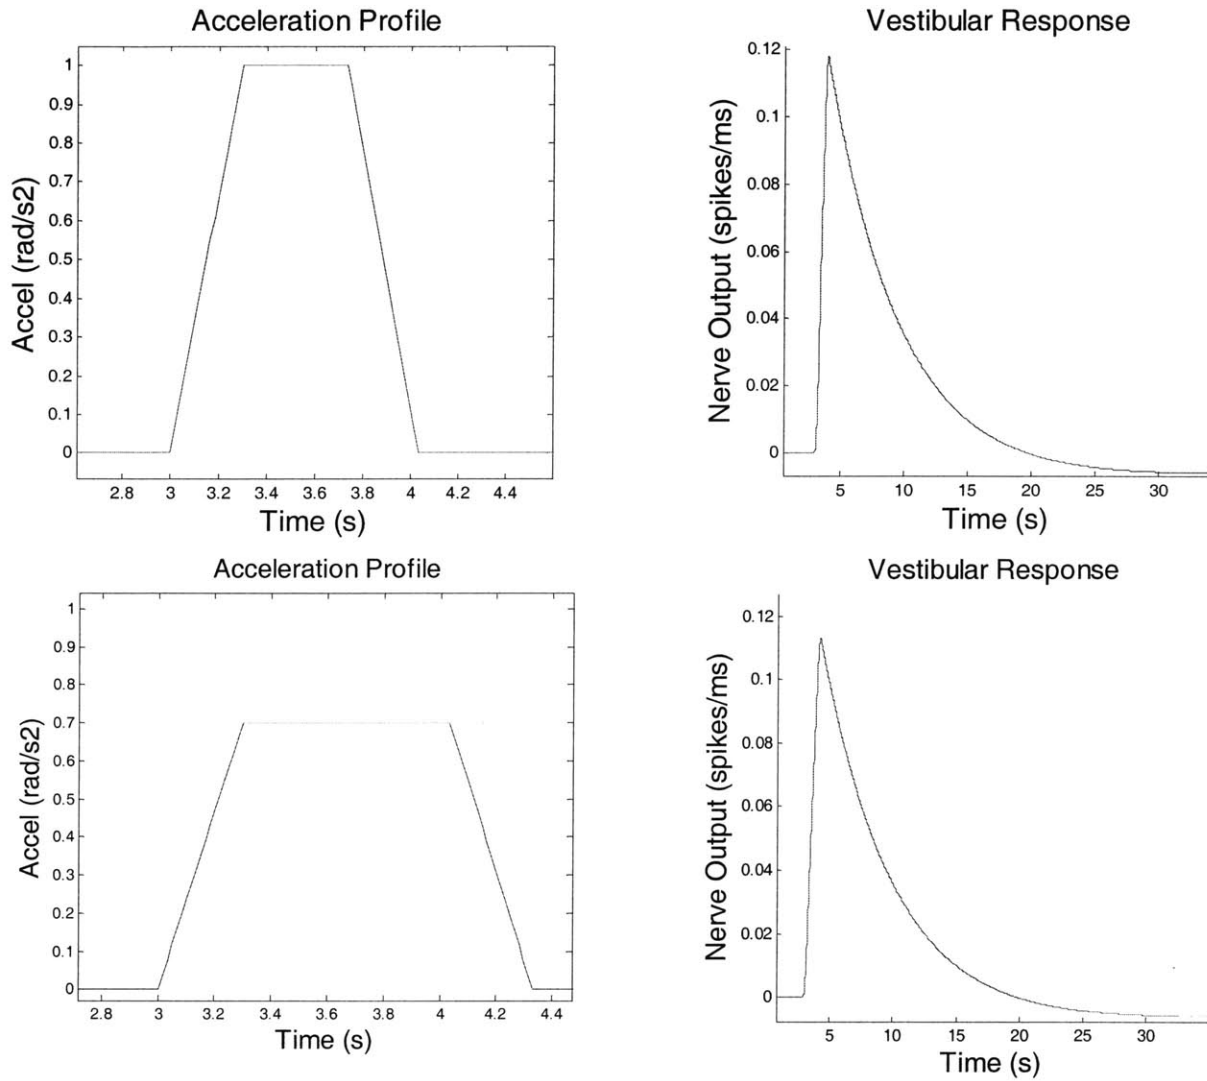 Acceleration Profile
Accel (rad/s2)
1
0.9
0.8
0.7
0.6
0.5
0.4
0.3
0.2
0.1
0
2.8 3 3.2 3.4 3.6 3.8 4 4.2 4.4
Time (s)
Vestibular Response
Nerve Output (spikes/ms)
0.12
0.1
0.08
0.06
0.04
0.02
0
5 10 15 20 25 30
Time (s)
Acceleration Profile
Accel (rad/s2)
1
0.9
0.8
0.7
0.6
0.5
0.4
0.3
0.2
0.1
0
2.8 3 3.2 3.4 3.6 3.8 4 4.2 4.4
Time (s)
Vestibular Response
Nerve Output (spikes/ms)
0.12
0.1
0.08
0.06
0.04
0.02
0
5 10 15 20 25 30
Time (s)